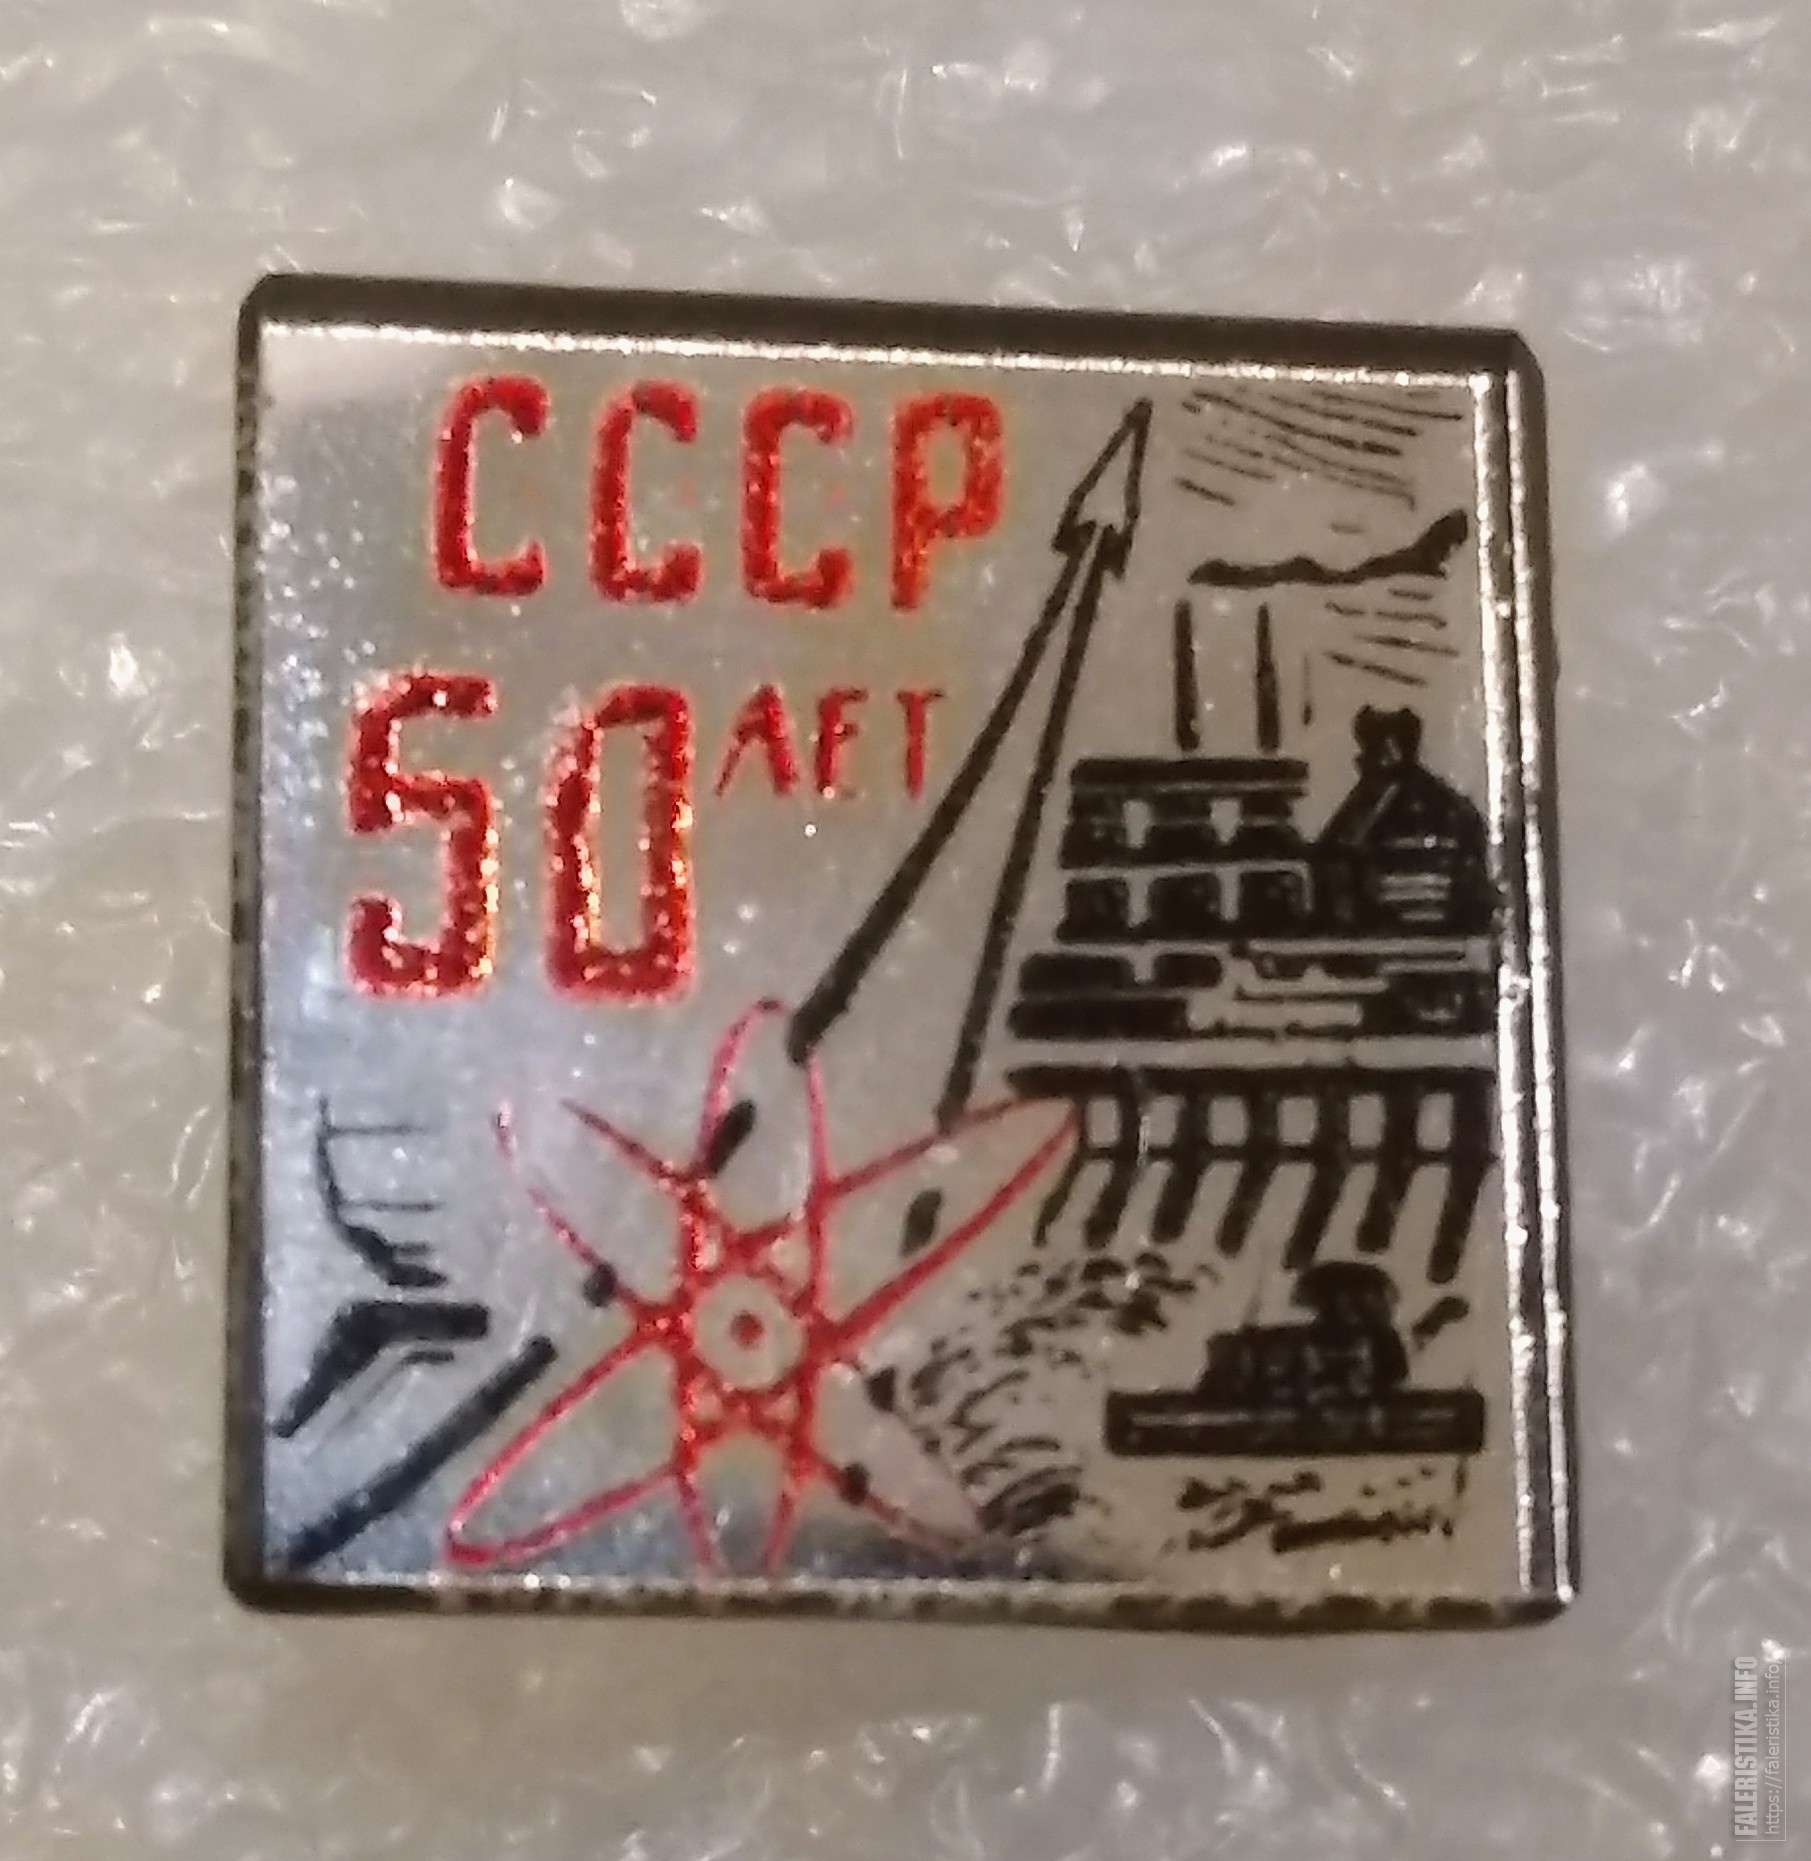 СССР
50 ЛЕТ
FALERISTIKA.INFO
https://faleristika.info